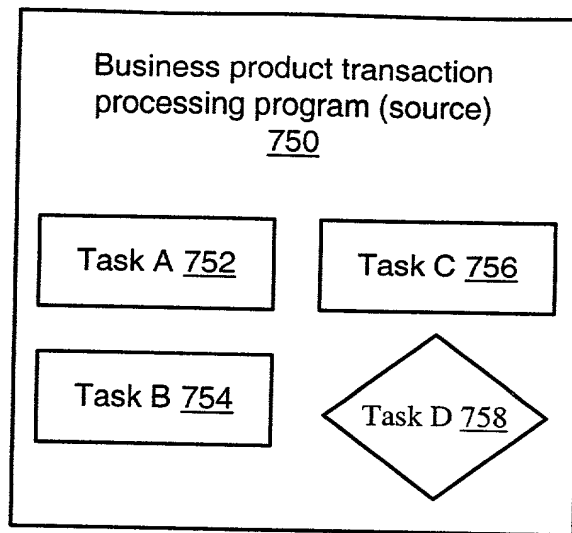 Business product transaction
processing program (source)
750
Task A 752
Task C 756
Task B 754
Task D 758